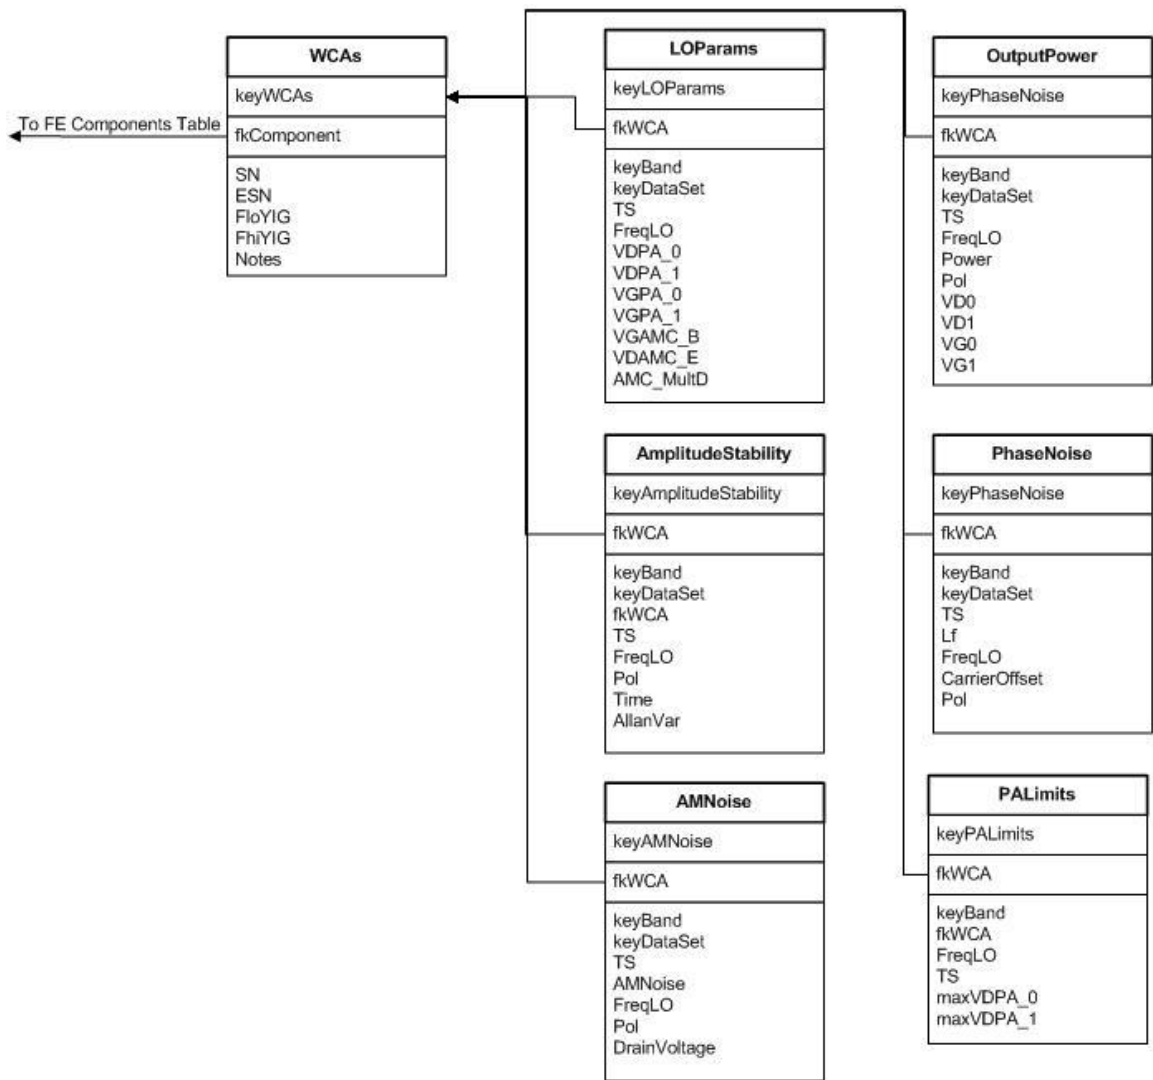 To FE Components Table
WCAs
keyWCAs
fkComponent
SN
ESN
FloYIG
FhiYIG
Notes
LOParams
keyLOParams
fkWCA
keyBand
keyDataSet
TS
FreqLO
VDPA_0
VDPA_1
VGPA_0
VGPA_1
VGAMC_B
VDAMC_E
AMC_MultD
OutputPower
keyPhaseNoise
fkWCA
keyBand
keyDataSet
TS
FreqLO
Power
Pol
VD0
VD1
VG0
VG1
AmplitudeStability
keyAmplitudeStability
fkWCA
keyBand
keyDataSet
fkWCA
TS
FreqLO
Pol
Time
AllanVar
PhaseNoise
keyPhaseNoise
fkWCA
keyBand
keyDataSet
TS
Lf
FreqLO
CarrierOffset
Pol
AMNoise
keyAMNoise
fkWCA
keyBand
keyDataSet
TS
AMNoise
FreqLO
Pol
DrainVoltage
PALimits
keyPALimits
fkWCA
keyBand
fkWCA
FreqLO
TS
maxVDPA_0
maxVDPA_1